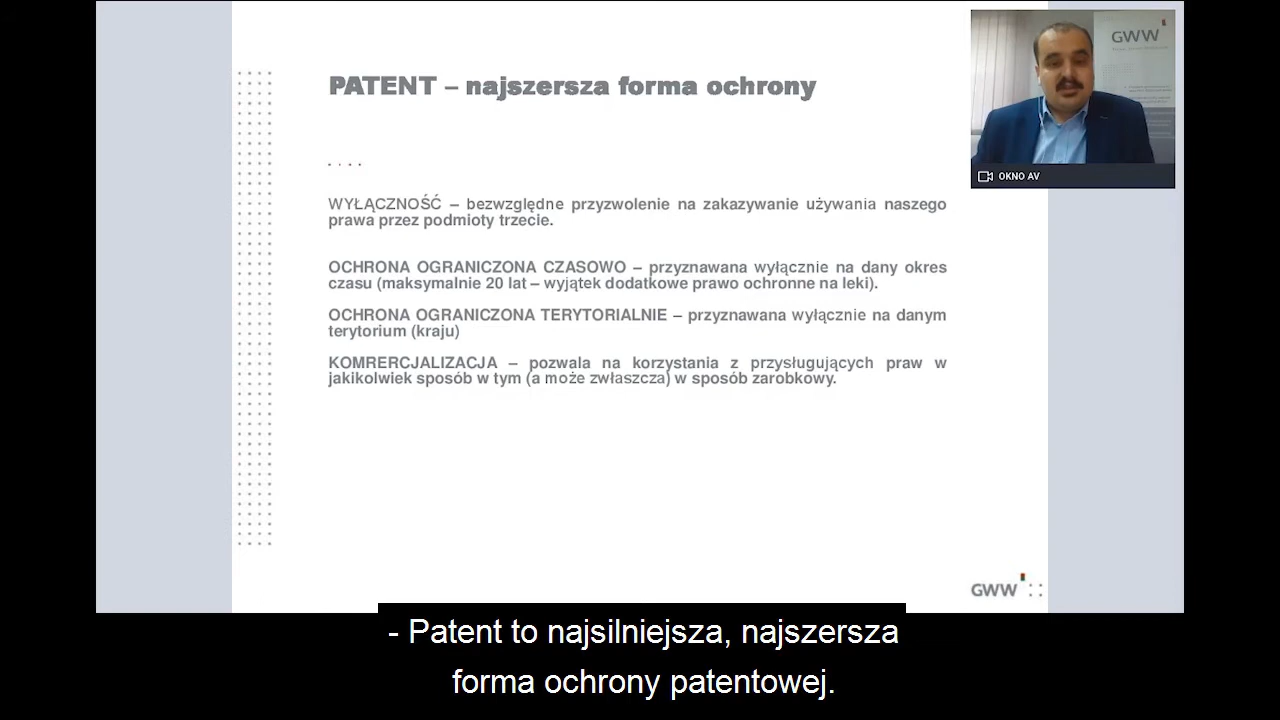 PATENT – najszersza forma ochrony
GWW
OKNO AV
WYŁĄCZNOŚĆ – bezwzględne przyzwolenie na zakazywanie używania naszego
prawa przez podmioty trzecie.
OCHRONA OGRANICZONA CZASOWO – przyznawana wyłącznie na dany okres
czasu (maksymalnie 20 lat – wyjątek dodatkowe prawo ochronne na leki).
OCHRONA OGRANICZONA TERYTORIALNIE – przyznawana wyłącznie na danym
terytorium (kraju)
KOMRERCJALIZACJA – pozwala na korzystania z przysługujących praw w
jakikolwiek sposób w tym (a może zwłaszcza) w sposób zarobkowy.
GWW
- Patent to najsilniejsza, najszersza
forma ochrony patentowej.